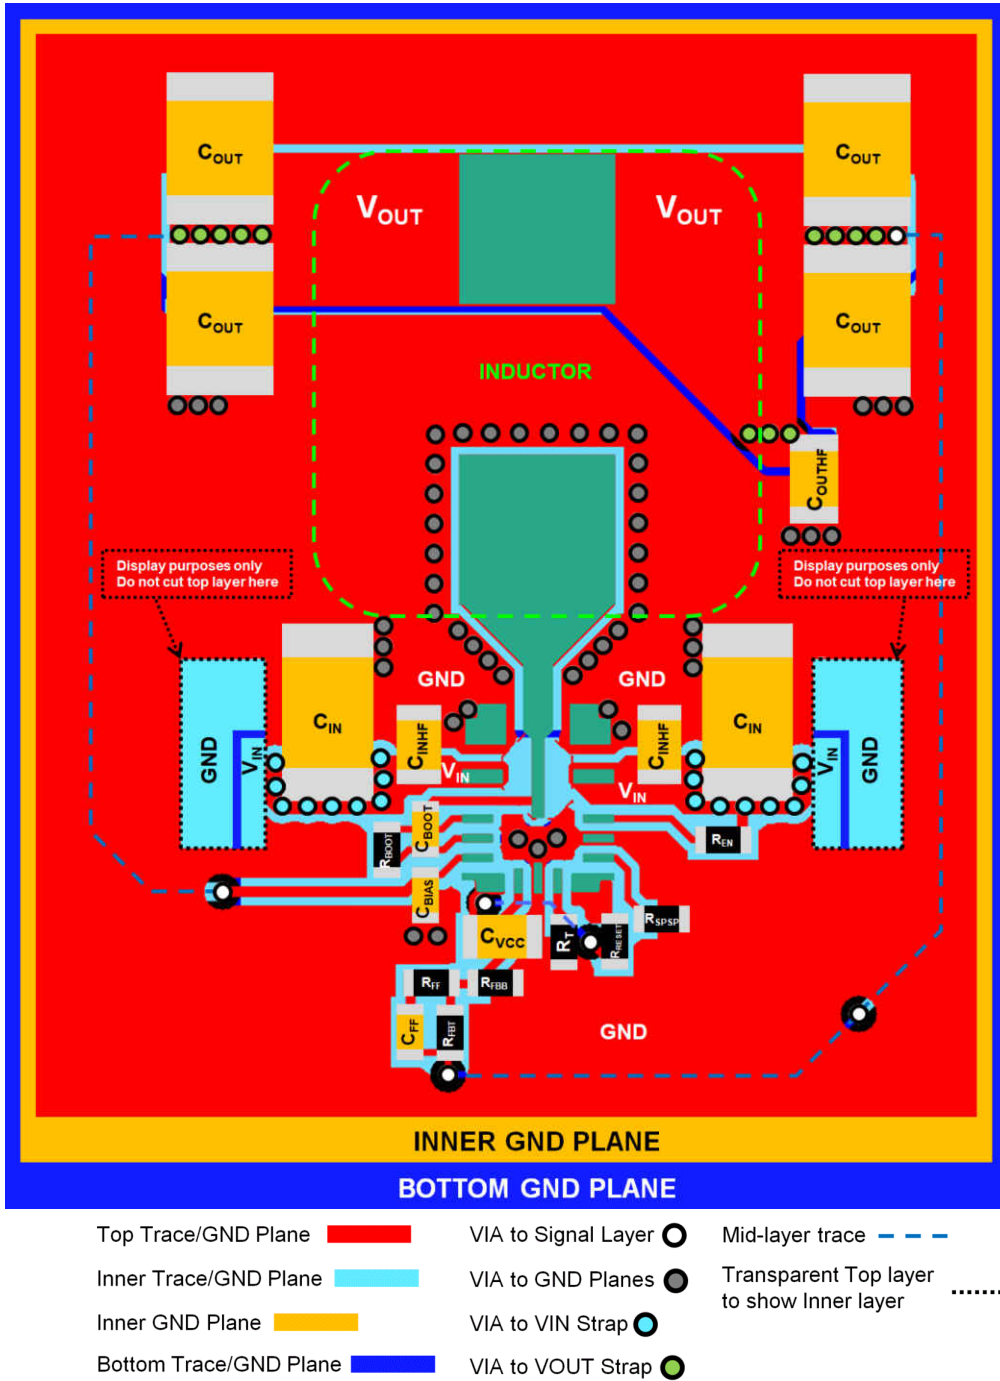 COUT
COUT
VOUT
VOUT
COUT
COUT
INDUCTOR
COUTHF
Display purposes only
Do not cut top layer here
Display purposes only
Do not cut top layer here
GND
GND
GND
VIN
CIN
CINHF
VIN
VIN
CINHF
CIN
VIN
GND
RBOOT
CBOOT
REN
CBIAS
CVCC
RT
RRESET
RSPSP
RFF
RFBB
CFF
RFBT
GND
INNER GND PLANE
BOTTOM GND PLANE
Top Trace/GND Plane
VIA to Signal Layer
Mid-layer trace
Inner Trace/GND Plane
VIA to GND Planes
Transparent Top layer
to show Inner layer
Inner GND Plane
VIA to VIN Strap
Bottom Trace/GND Plane
VIA to VOUT Strap